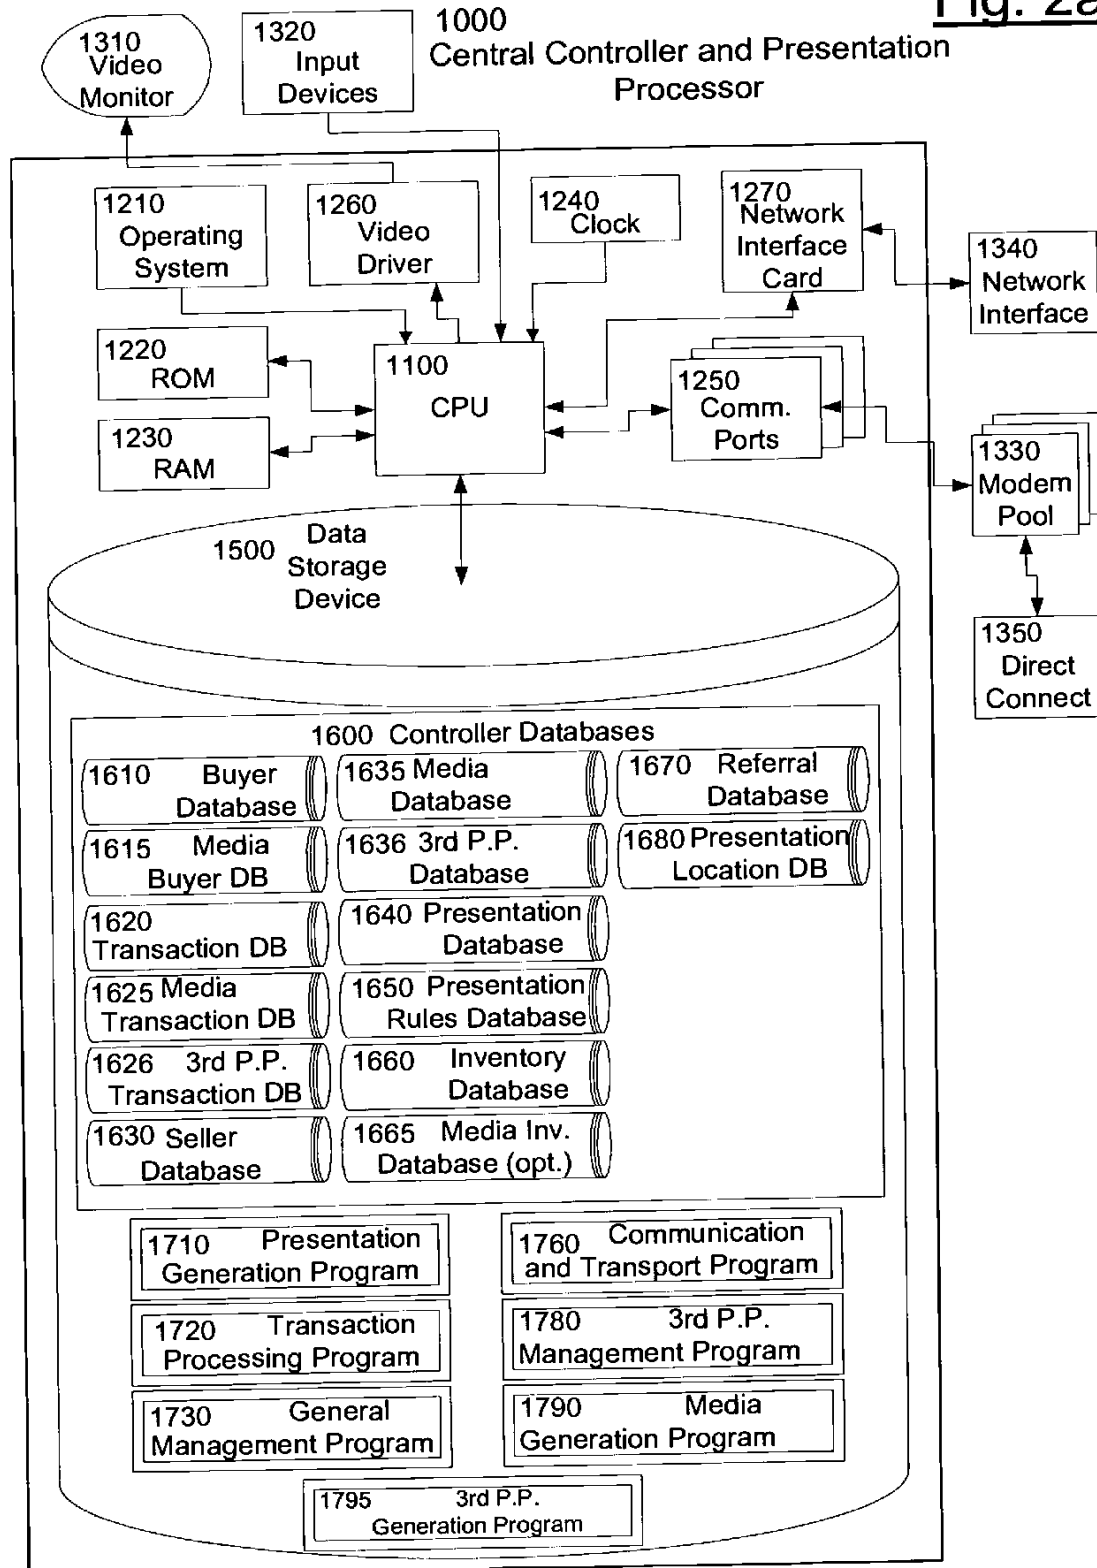 Fig. 2a
1000
Central Controller and Presentation
Processor
1310
Video
Monitor
1320
Input
Devices
1210
Operating
System
1260
Video
Driver
1240
Clock
1270
Network
Interface
Card
1340
Network
Interface
1220
ROM
1100
CPU
1250
Comm.
Ports
1230
RAM
1330
Modem
Pool
1500
Data
Storage
Device
1350
Direct
Connect
1600 Controller Databases
1610 Buyer
Database
1635 Media
Database
1670 Referral
Database
1615 Media
Buyer DB
1636 3rd P.P.
Database
1680 Presentation
Location DB
1620
Transaction DB
1640 Presentation
Database
1625 Media
Transaction DB
1650 Presentation
Rules Database
1626 3rd P.P.
Transaction DB
1660 Inventory
Database
1630 Seller
Database
1665 Media Inv.
Database (opt.)
1710 Presentation
Generation Program
1760 Communication
and Transport Program
1720 Transaction
Processing Program
1780 3rd P.P.
Management Program
1730 General
Management Program
1790 Media
Generation Program
1795 3rd P.P.
Generation Program